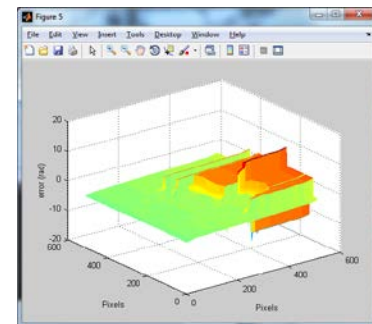 Figure 5
File Edit View Insert Tools Desktop Window Help
20
10
0
-10
-20
error (rad)
600
400
200
0
Pixels
0
200
400
600
Pixels